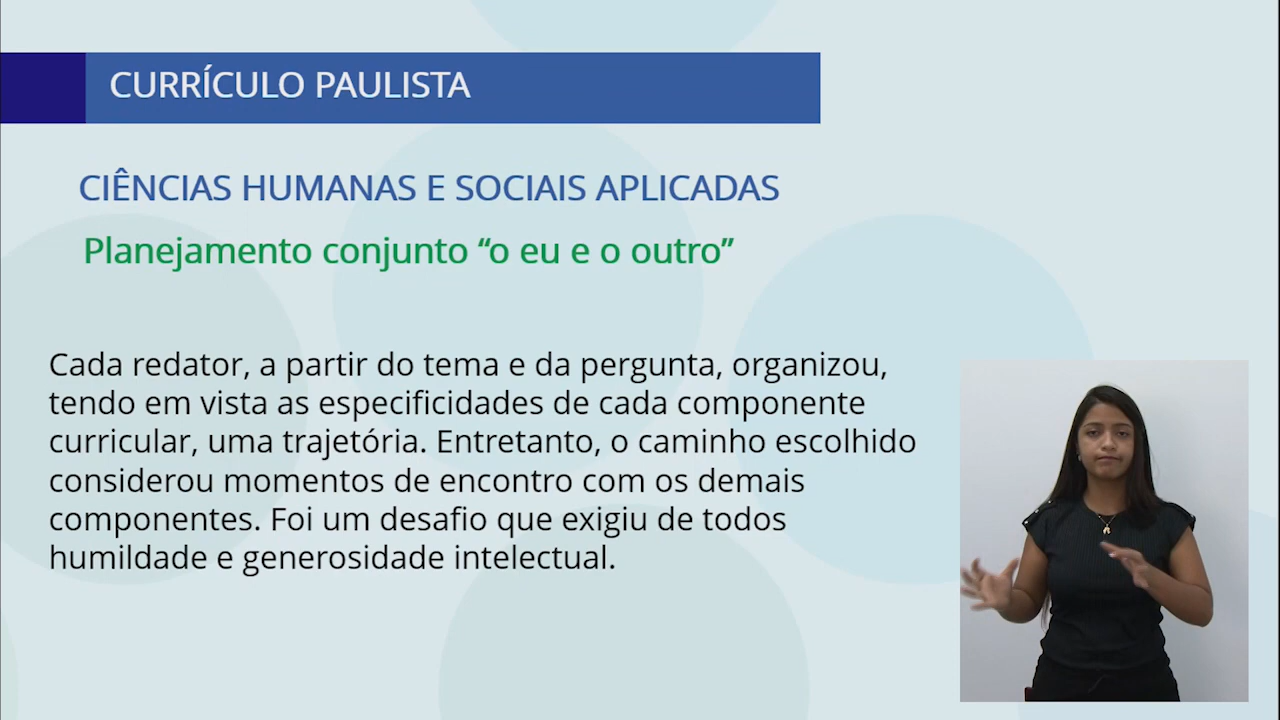 CURRÍCULO PAULISTA
CIÊNCIAS HUMANAS E SOCIAIS APLICADAS
Planejamento conjunto “o eu e o outro”
Cada redator, a partir do tema e da pergunta, organizou,
tendo em vista as especificidades de cada componente
curricular, uma trajetória. Entretanto, o caminho escolhido
considerou momentos de encontro com os demais
componentes. Foi um desafio que exigiu de todos
humildade e generosidade intelectual.